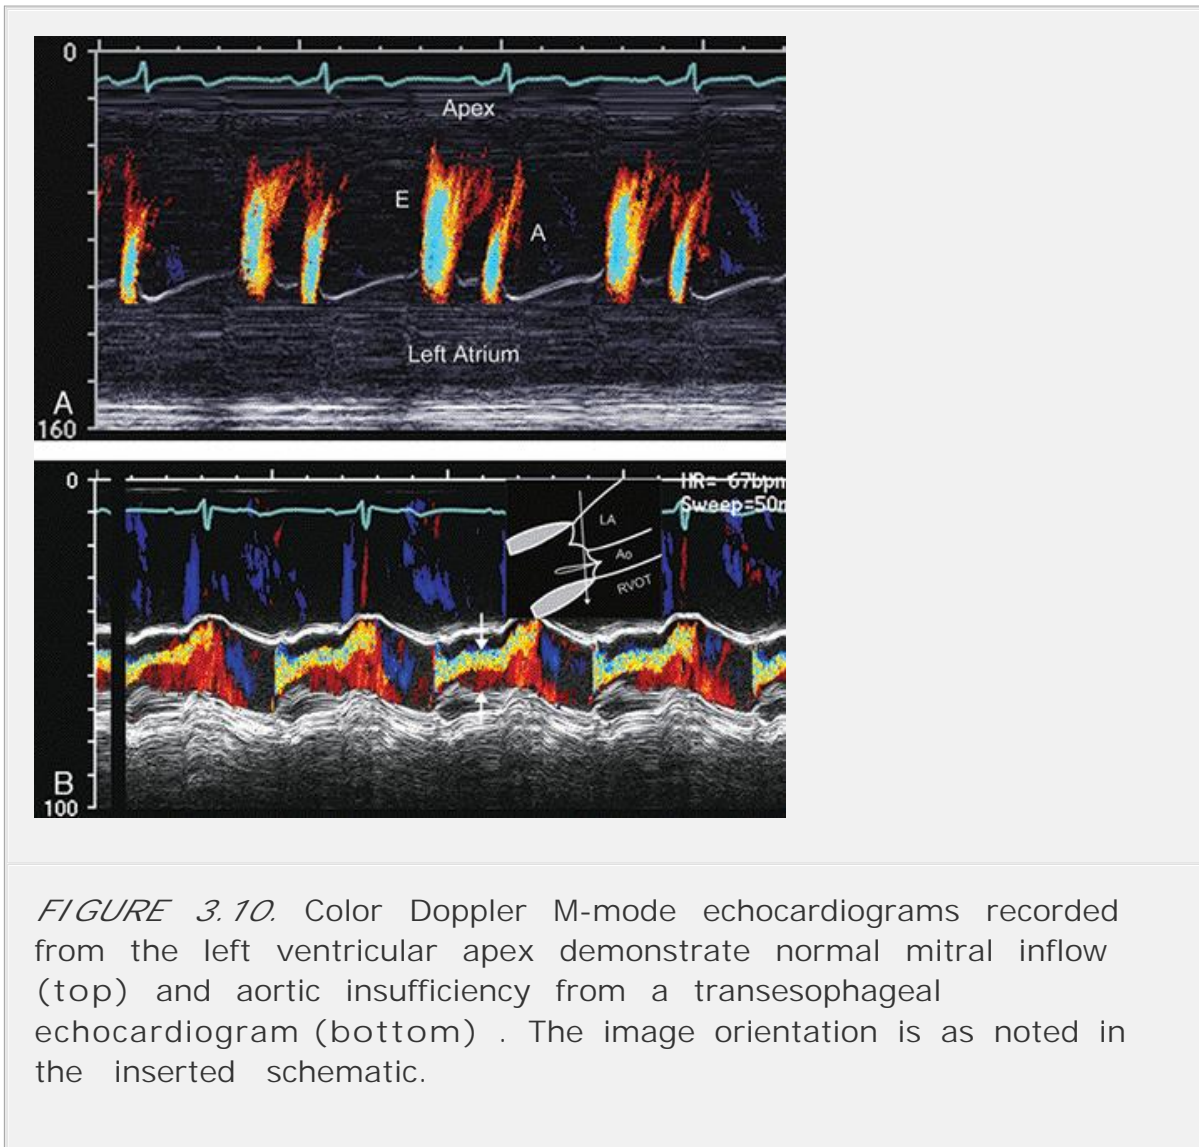 0
Apex
E
A
Left Atrium
A
160
0
HR= 67bpm
Sweep=50m
LA
Ao
RVOT
B
100
FIGURE 3.10. Color Doppler M-mode echocardiograms recorded
from the left ventricular apex demonstrate normal mitral inflow
(top) and aortic insufficiency from a transesophageal
echocardiogram (bottom) . The image orientation is as noted in
the inserted schematic.